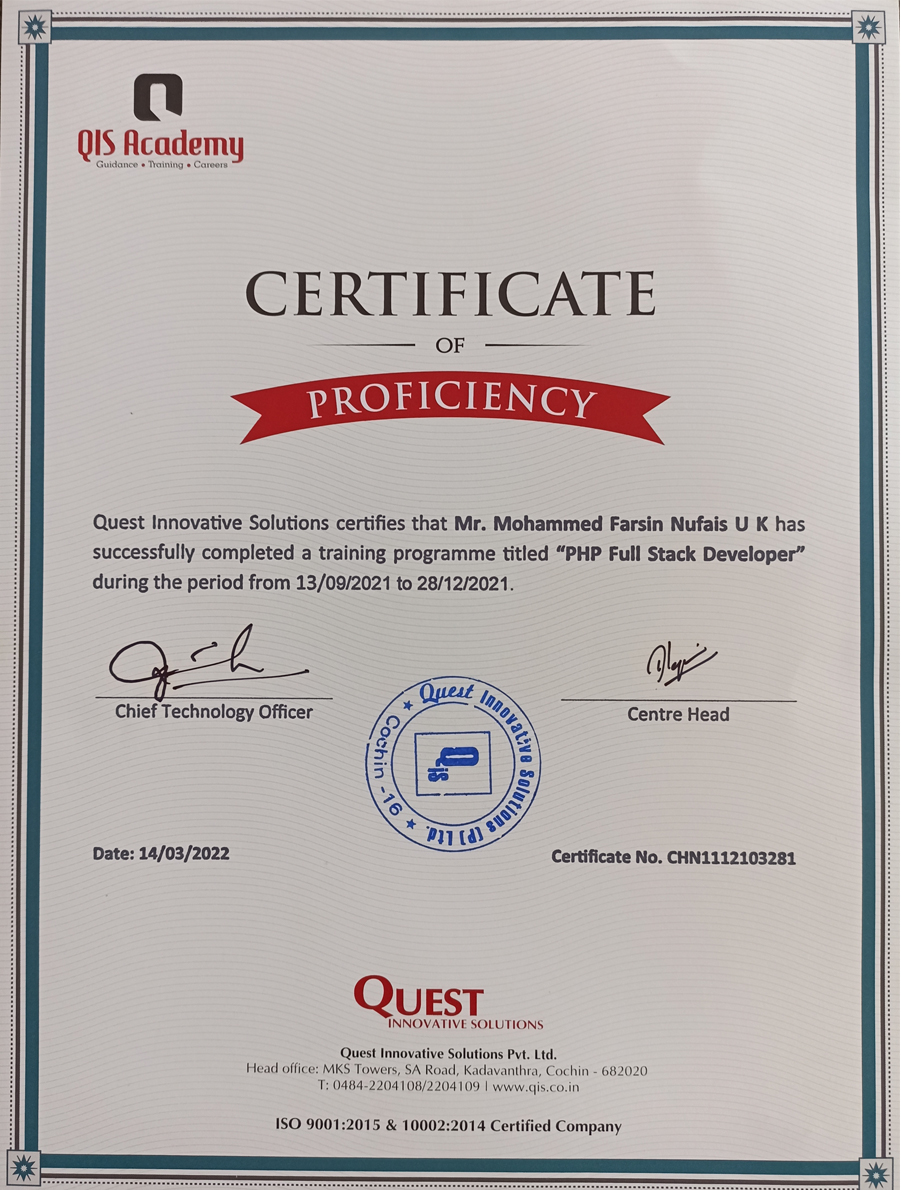 QIS Academy
Guidance • Training • Careers
CERTIFICATE
OF
PROFICIENCY
Quest Innovative Solutions certifies that Mr. Mohammed Farsin Nufais U K has
successfully completed a training programme titled “PHP Full Stack Developer”
during the period from 13/09/2021 to 28/12/2021.
Chief Technology Officer
Centre Head
★ Quest Innovative Solutions (P) Ltd. ★ Cochin -16
Qis
Date: 14/03/2022
Certificate No. CHN1112103281
QUEST
INNOVATIVE SOLUTIONS
Quest Innovative Solutions Pvt. Ltd.
Head office: MKS Towers, SA Road, Kadavanthra, Cochin - 682020
T: 0484-2204108/2204109 | www.qis.co.in
ISO 9001:2015 & 10002:2014 Certified Company